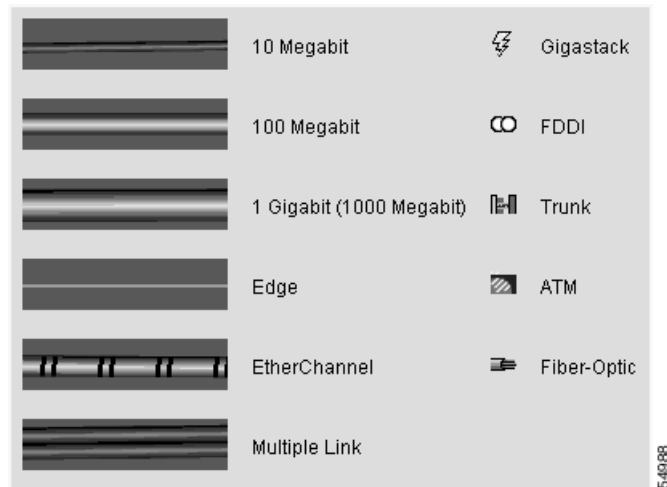 10 Megabit
Gigastack
100 Megabit
FDDI
1 Gigabit (1000 Megabit)
Trunk
Edge
ATM
EtherChannel
Fiber-Optic
Multiple Link
54988